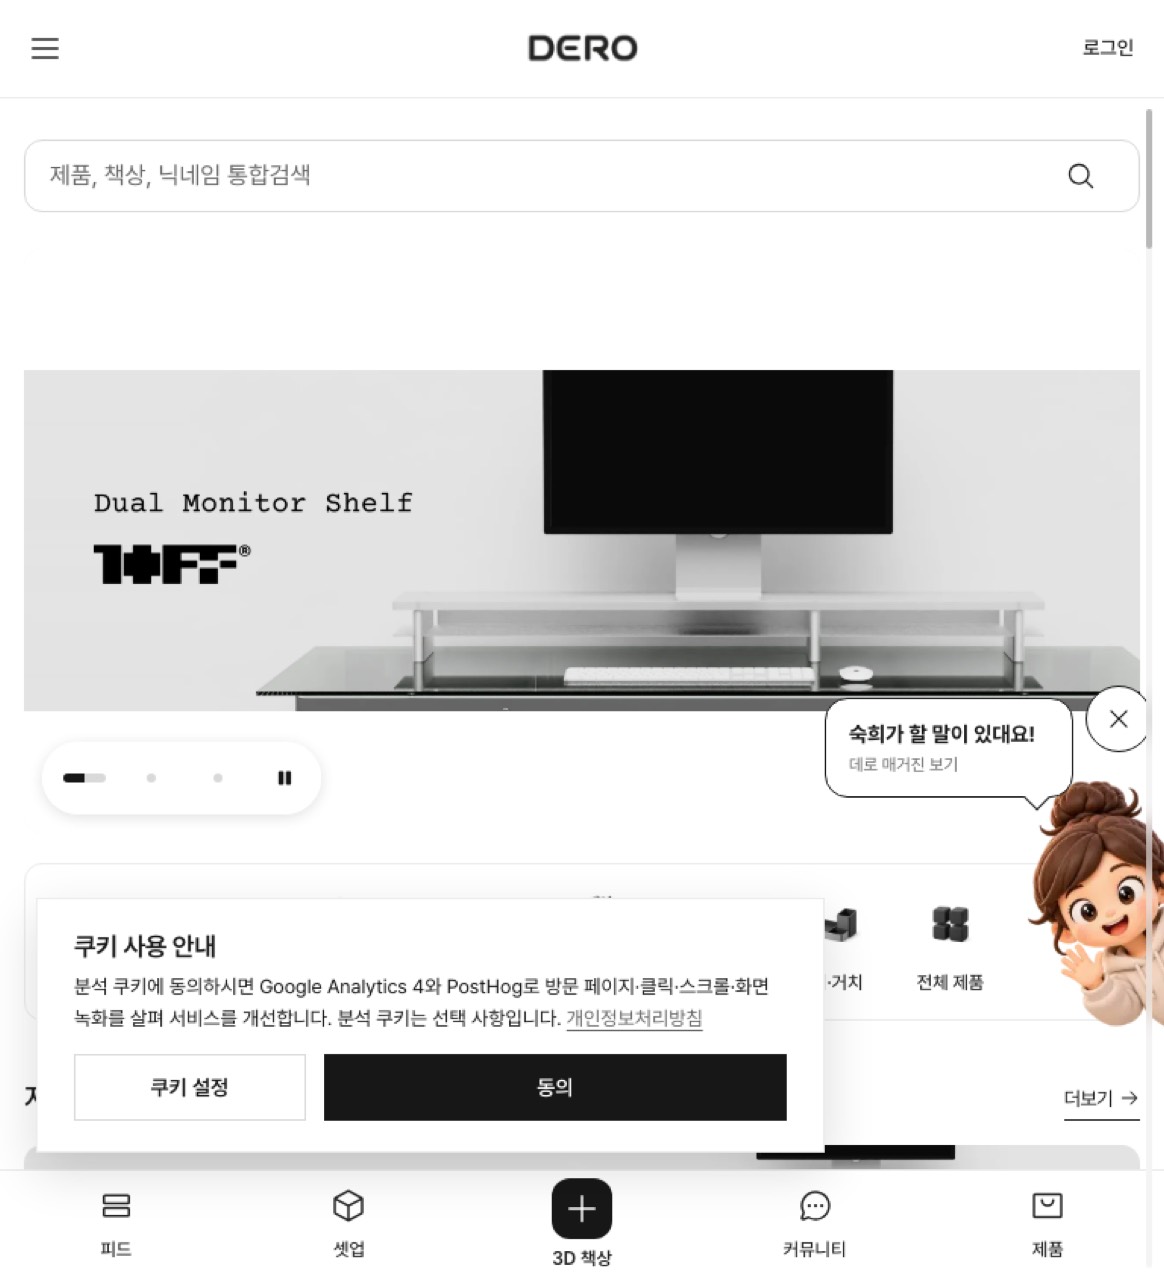 DERO
로그인
제품, 책상, 닉네임 통합검색
Dual Monitor Shelf
10FF®
숙희가 할 말이 있대요!
데로 매거진 보기
·거치
전체 제품
쿠키 사용 안내
분석 쿠키에 동의하시면 Google Analytics 4와 PostHog로 방문 페이지·클릭·스크롤·화면
녹화를 살펴 서비스를 개선합니다. 분석 쿠키는 선택 사항입니다. 개인정보처리방침
쿠키 설정
동의
더보기 →
피드
셋업
3D 책상
커뮤니티
제품